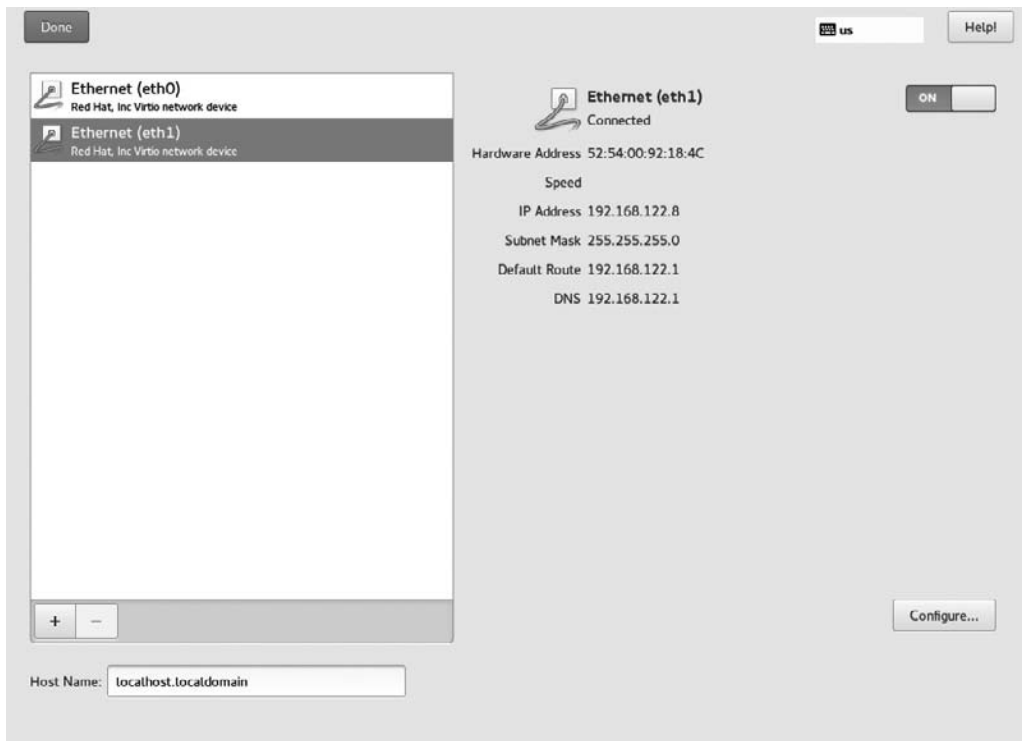 Done
us
Help!
Ethernet (eth0)
Red Hat, Inc Virtio network device
Ethernet (eth1)
Red Hat, Inc Virtio network device
Ethernet (eth1)
Connected
ON
Hardware Address 52:54:00:92:18:4C
Speed
IP Address 192.168.122.8
Subnet Mask 255.255.255.0
Default Route 192.168.122.1
DNS 192.168.122.1
+ −
Configure...
Host Name: localhost.localdomain